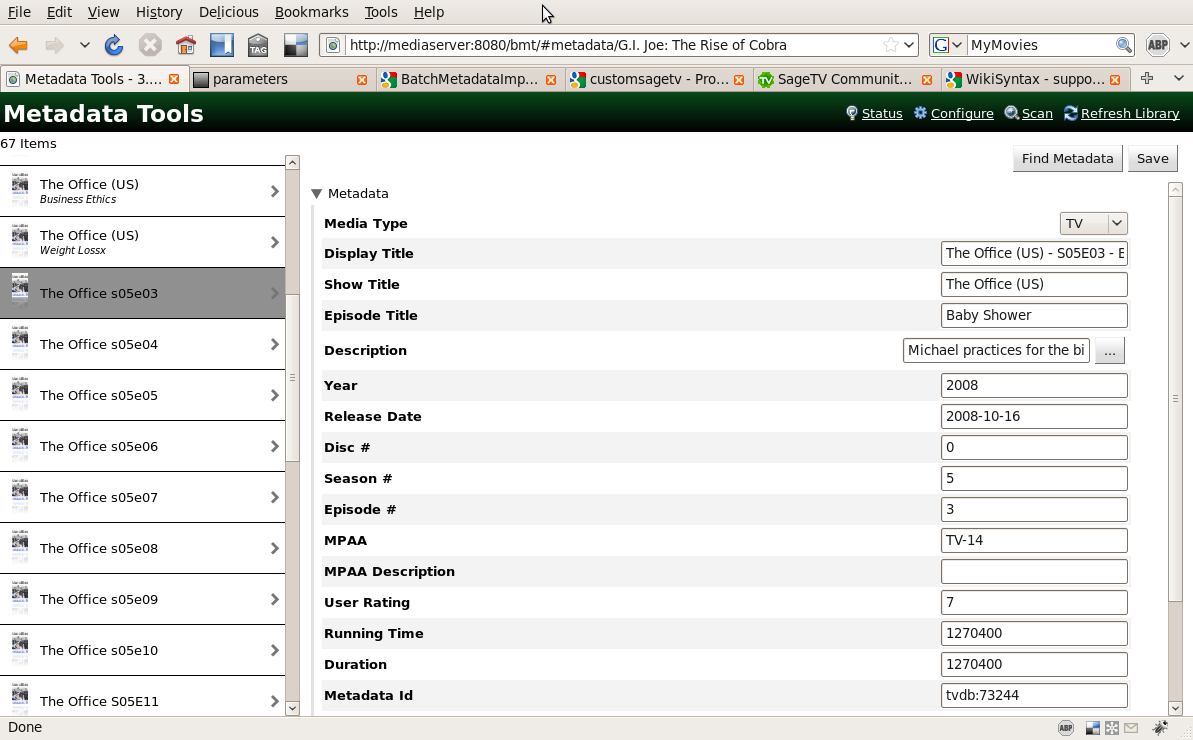 File Edit View History Delicious Bookmarks Tools Help
TAG http://mediaserver:8080/bmt/#metadata/G.I. Joe: The Rise of Cobra G MyMovies ABP
Metadata Tools - 3.... parameters BatchMetadataImp... customsagetv - Pro... SageTV Communit... WikiSyntax - suppo...
Metadata Tools Status Configure Scan Refresh Library
67 Items
Find Metadata Save
The Office (US)
Business Ethics
The Office (US)
Weight Lossx
The Office s05e03
The Office s05e04
The Office s05e05
The Office s05e06
The Office s05e07
The Office s05e08
The Office s05e09
The Office s05e10
The Office S05E11
Metadata
Media Type TV
Display Title The Office (US) - S05E03 - B
Show Title The Office (US)
Episode Title Baby Shower
Description Michael practices for the bi ...
Year 2008
Release Date 2008-10-16
Disc # 0
Season # 5
Episode # 3
MPAA TV-14
MPAA Description
User Rating 7
Running Time 1270400
Duration 1270400
Metadata Id tvdb:73244
Done ABP